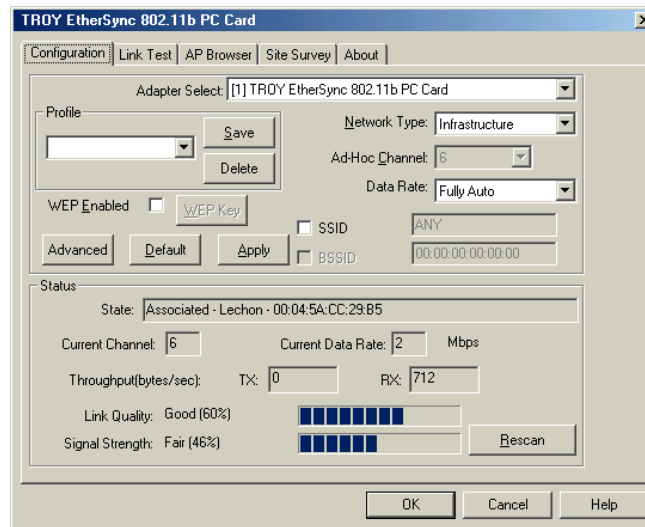 TROY EtherSync 802.11b PC Card
Configuration Link Test AP Browser Site Survey About
Adapter Select: [1] TROY EtherSync 802.11b PC Card
Profile
Save
Delete
Network Type: Infrastructure
Ad-Hoc Channel: 6
Data Rate: Fully Auto
WEP Enabled WEP Key
SSID ANY
Advanced Default Apply
BSSID 00:00:00:00:00:00
Status
State: Associated - Lechon - 00:04:5A:CC:29:B5
Current Channel: 6 Current Data Rate: 2 Mbps
Throughput(bytes/sec): TX: 0 RX: 712
Link Quality: Good (60%)
Signal Strength: Fair (46%)
Rescan
OK Cancel Help